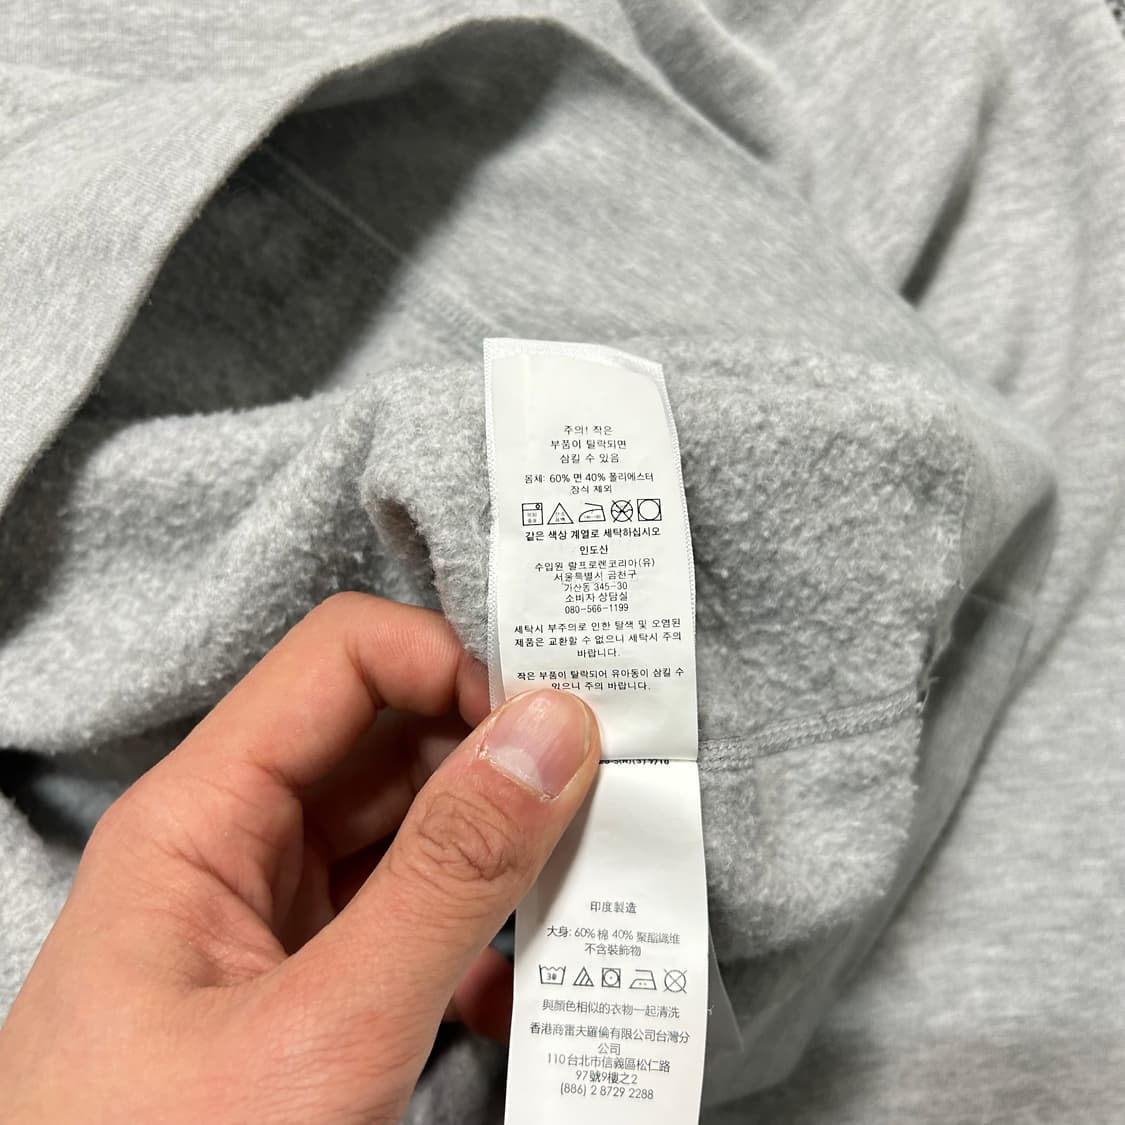 주의! 작은
부품이 탈락되면
삼킬 수 있음
몸체: 60% 면 40% 폴리에스터
장식 제외
같은 색상 계열로 세탁하십시오
인도산
수입원 랄프로렌코리아(유)
서울특별시 금천구
가산동 345-30
소비자 상담실
080-566-1199
세탁시 부주의로 인한 탈색 및 오염된
제품은 교환할 수 없으니 세탁시 주의
바랍니다.
작은 부품이 탈락되어 유아동이 삼킬 수
있으니 주의 바랍니다.
印度製造
大身: 60% 棉 40% 聚酯纖維
不含裝飾物
30
與顏色相似的衣物一起清洗
香港商雷夫羅倫有限公司台灣分
公司
110台北市信義區松仁路
97號9樓之2
(886) 2 8729 2288